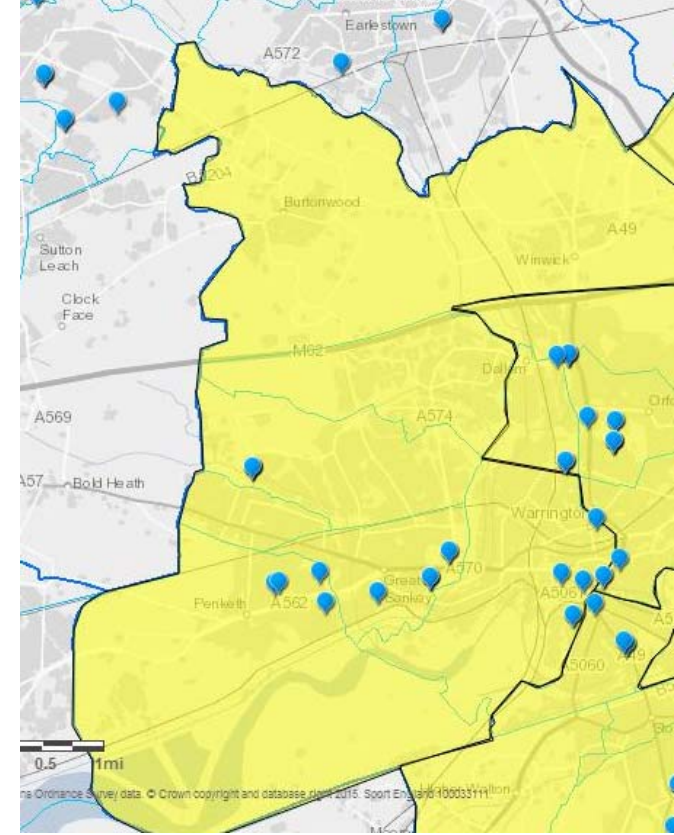 Earlestown
A572
B5204
Burtonwood
A49
Sutton
Leach
Winwick
Clock
Face
M62
Dallam
A574
A569
A57
Bold Heath
Warrington
Great
Sankey
A570
Penketh
A562
A5061
A49
A5060
0.5
1mi
Ordnance Survey data. © Crown copyright and database right 2015. Sport England 100033111.
Higher Walton